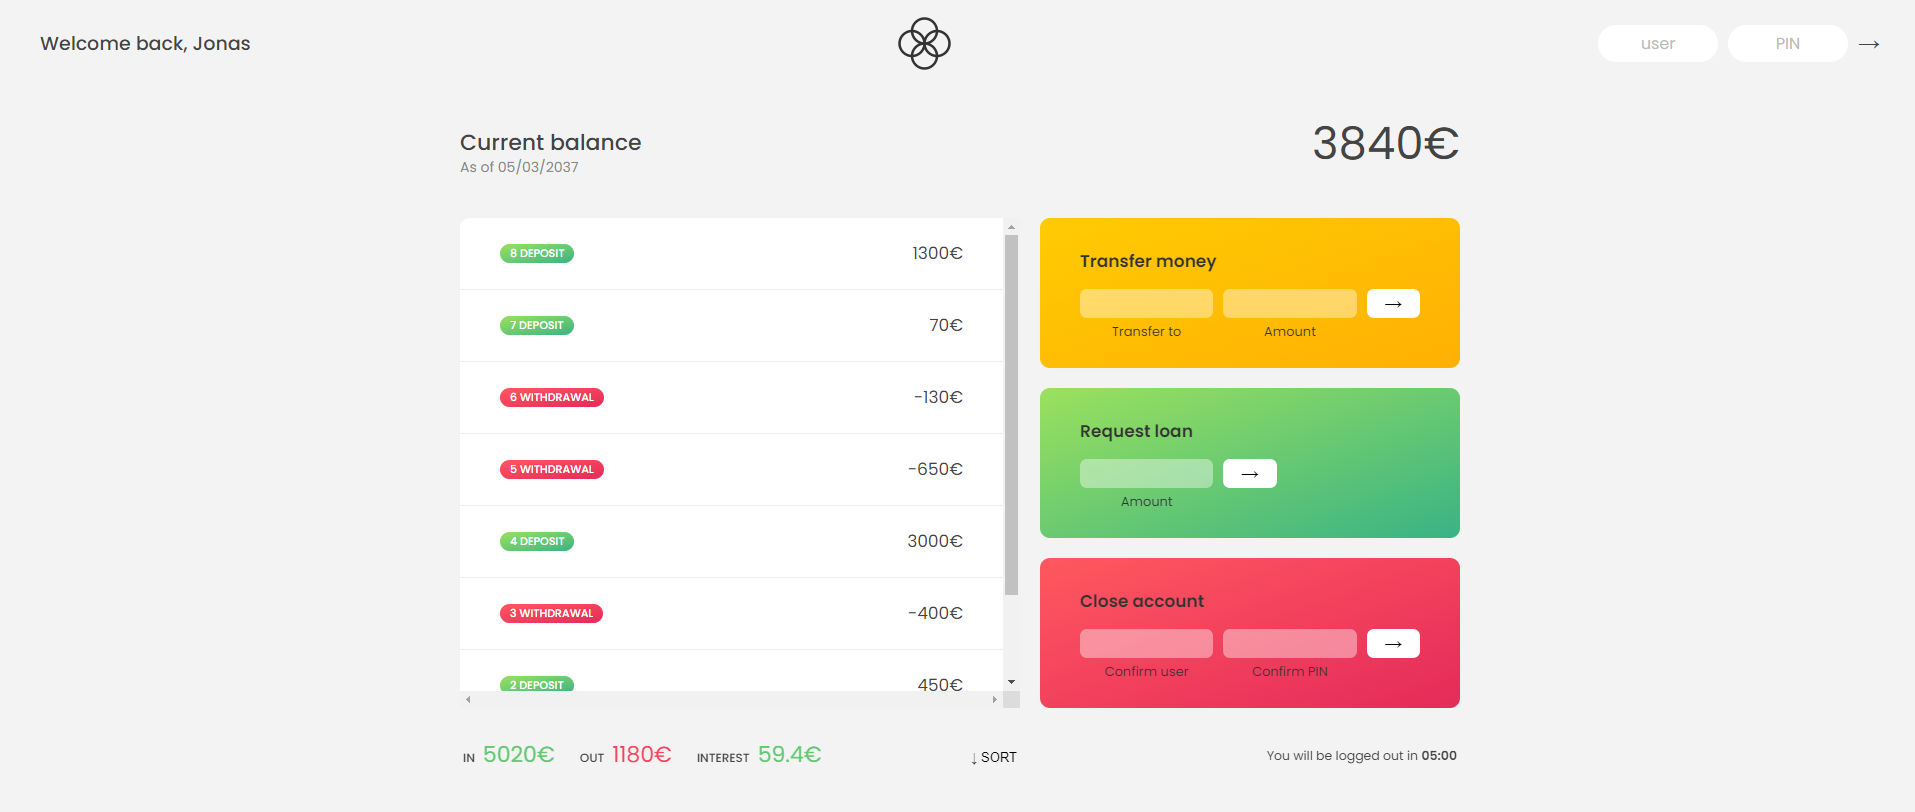 Welcome back, Jonas
user PIN →
Current balance
As of 05/03/2037
3840€
8 DEPOSIT 1300€
7 DEPOSIT 70€
6 WITHDRAWAL -130€
5 WITHDRAWAL -650€
4 DEPOSIT 3000€
3 WITHDRAWAL -400€
2 DEPOSIT 450€
Transfer money
→
Transfer to Amount
Request loan
→
Amount
Close account
→
Confirm user Confirm PIN
IN 5020€ OUT 1180€ INTEREST 59.4€ ↓ SORT
You will be logged out in 05:00